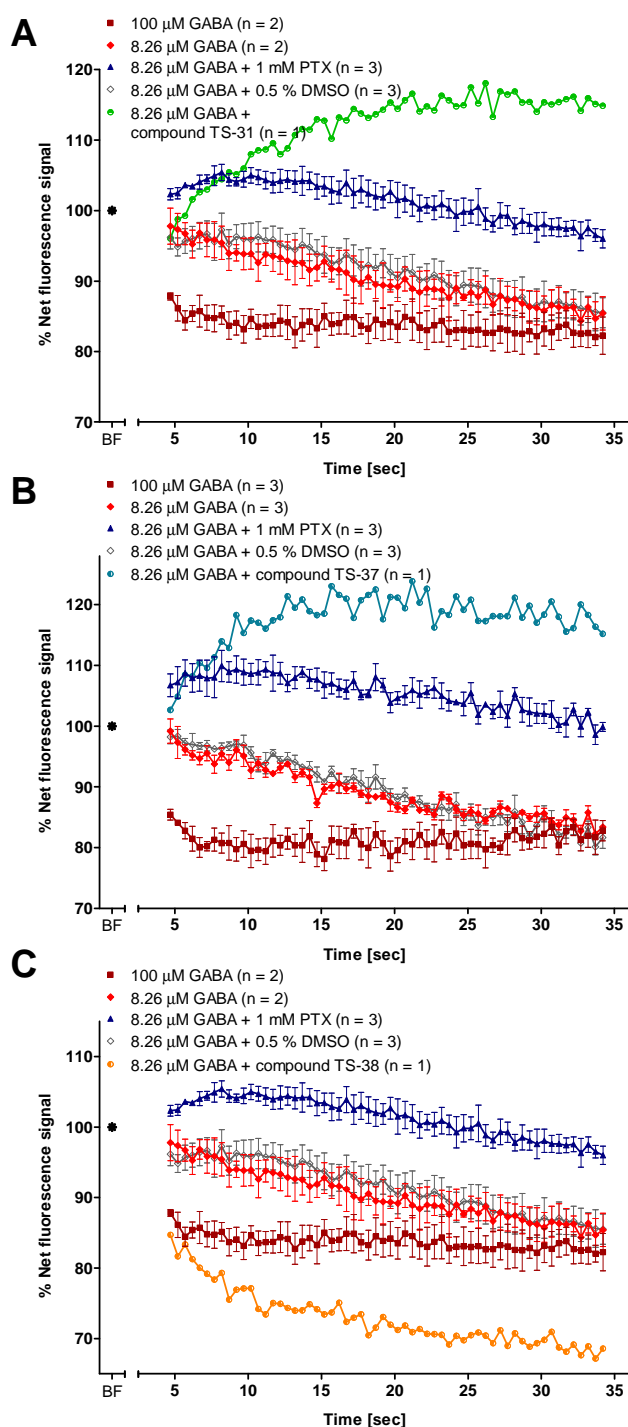 A
100 μM GABA (n = 2)
8.26 μM GABA (n = 2)
8.26 μM GABA + 1 mM PTX (n = 3)
8.26 μM GABA + 0.5 % DMSO (n = 3)
8.26 μM GABA +
compound TS-31 (n = 1)
% Net fluorescence signal
120
110
100
90
80
70
BF
5
10
15
20
25
30
35
Time [sec]
B
100 μM GABA (n = 3)
8.26 μM GABA (n = 3)
8.26 μM GABA + 1 mM PTX (n = 3)
8.26 μM GABA + 0.5 % DMSO (n = 3)
8.26 μM GABA + compound TS-37 (n = 1)
% Net fluorescence signal
120
110
100
90
80
70
BF
5
10
15
20
25
30
35
Time [sec]
C
100 μM GABA (n = 2)
8.26 μM GABA (n = 2)
8.26 μM GABA + 1 mM PTX (n = 3)
8.26 μM GABA + 0.5 % DMSO (n = 3)
8.26 μM GABA + compound TS-38 (n = 1)
% Net fluorescence signal
110
100
90
80
70
BF
5
10
15
20
25
30
35
Time [sec]